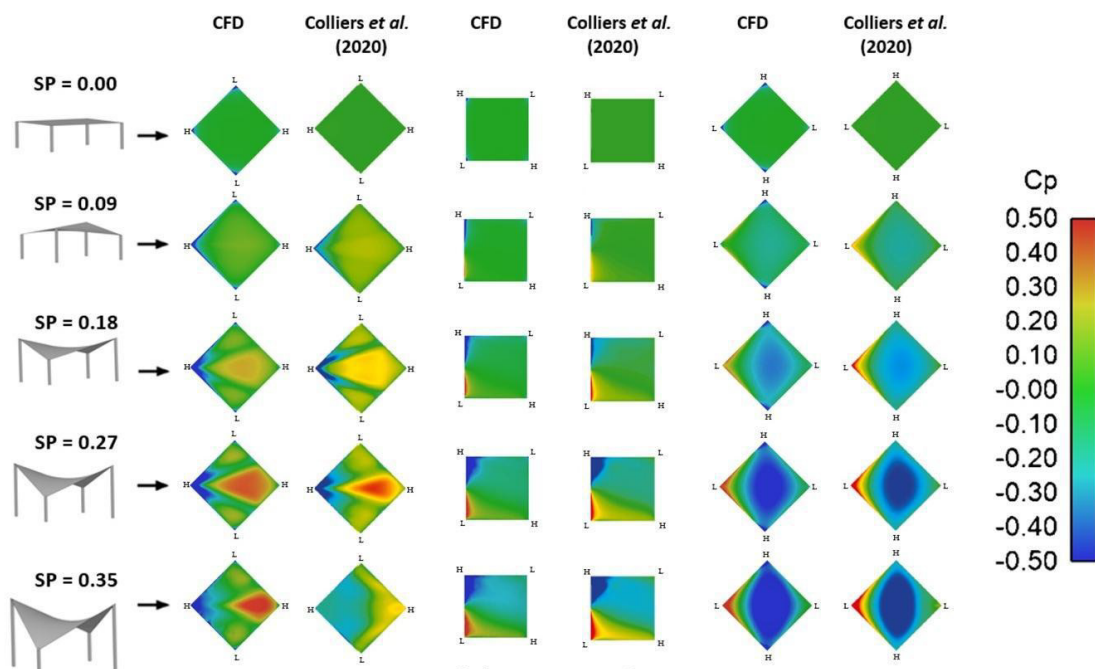 CFD Colliers et al. CFD Colliers et al. CFD Colliers et al.
(2020) (2020) (2020)
SP = 0.00
L L H L H L H L
H H H H L L L L
L L L H L H H H
SP = 0.09
L L H L H L H H
H H H H L L L L
L L L H L H H H
SP = 0.18
L L H L H L H H
H H H H L L L L
L L L H L H H H
SP = 0.27
L L H L H L H H
H H H H L L L L
L L L H L H H H
SP = 0.35
L L H L H L H H
H H H H L L L L
L L L H L H H H
Cp
0.50
0.40
0.30
0.20
0.10
-0.00
-0.10
-0.20
-0.30
-0.40
-0.50